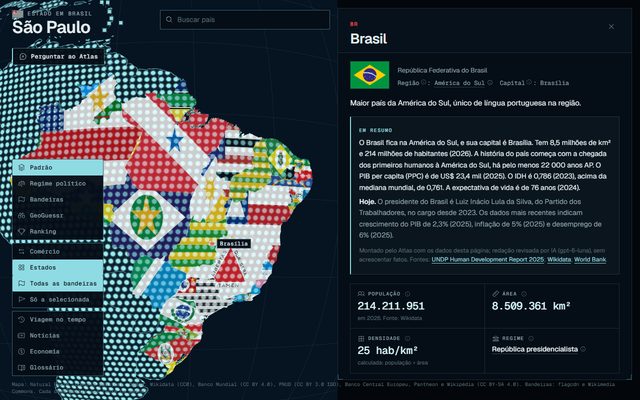 ESTADO EM BRASIL
São Paulo
Buscar país
Perguntar ao Atlas
Padrão
Regime político
Bandeiras
GeoGuessr
Ranking
Comércio
Estados
Todas as bandeiras
Só a selecionada
Viagem no tempo
Notícias
Economia
Glossário
Brasília
BR
Brasil
República Federativa do Brasil
Região : América do Sul Capital : Brasília
Maior país da América do Sul, único de língua portuguesa na região.
EM RESUMO
O Brasil fica na América do Sul, e sua capital é Brasília. Tem 8,5 milhões de km²
e 214 milhões de habitantes (2026). A história do país começa com a chegada
dos primeiros humanos à América do Sul, há pelo menos 22 000 anos AP. O
PIB per capita (PPC) é de US$ 23,4 mil (2025). O IDH é 0,786 (2023), acima da
mediana mundial, de 0,761. A expectativa de vida é de 76 anos (2024).
Hoje. O presidente do Brasil é Luiz Inácio Lula da Silva, do Partido dos
Trabalhadores, no cargo desde 2023. Os dados mais recentes indicam
crescimento do PIB de 2,3% (2025), inflação de 5% (2025) e desemprego de
6% (2025).
Montado pelo Atlas com os dados desta página; redação revisada por IA (gpt-6-luna), sem
acrescentar fatos. Fontes: UNDP Human Development Report 2025, Wikidata, World Bank.
POPULAÇÃO
214.211.951
em 2026. Fonte: Wikidata
ÁREA
8.509.361 km²
DENSIDADE
25 hab/km²
calculada: população ÷ área
REGIME
República presidencialista
Mapa: Natural Wikidata (CC0), Banco Mundial (CC BY 4.0), PNUD (CC BY 3.0 IGO), Banco Central Europeu, Pantheon e Wikipédia (CC BY-SA 4.0). Bandeiras: flagcdn e Wikimedia
Commons.